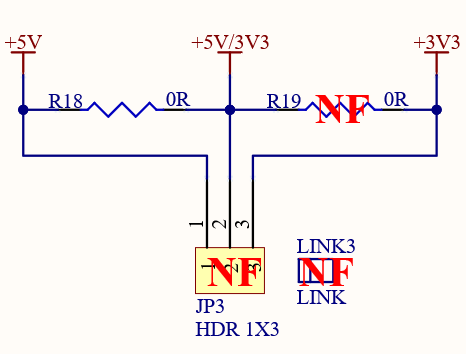 +5V +5V/3V3 +3V3
R18 0R R19 NF 0R
1 2 3
1 2 3
NF NF
LINK3
LINK
JP3
HDR 1X3